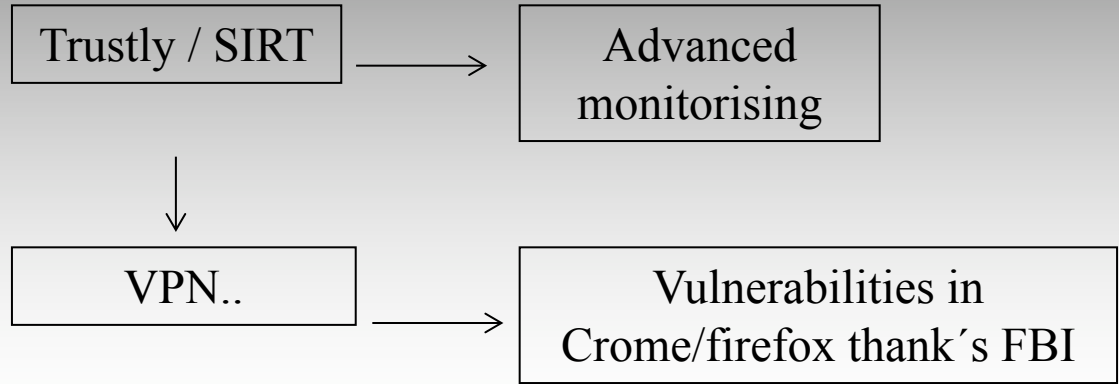 Trustly / SIRT
Advanced
monitorising
VPN..
Vulnerabilities in
Crome/firefox thank´s FBI